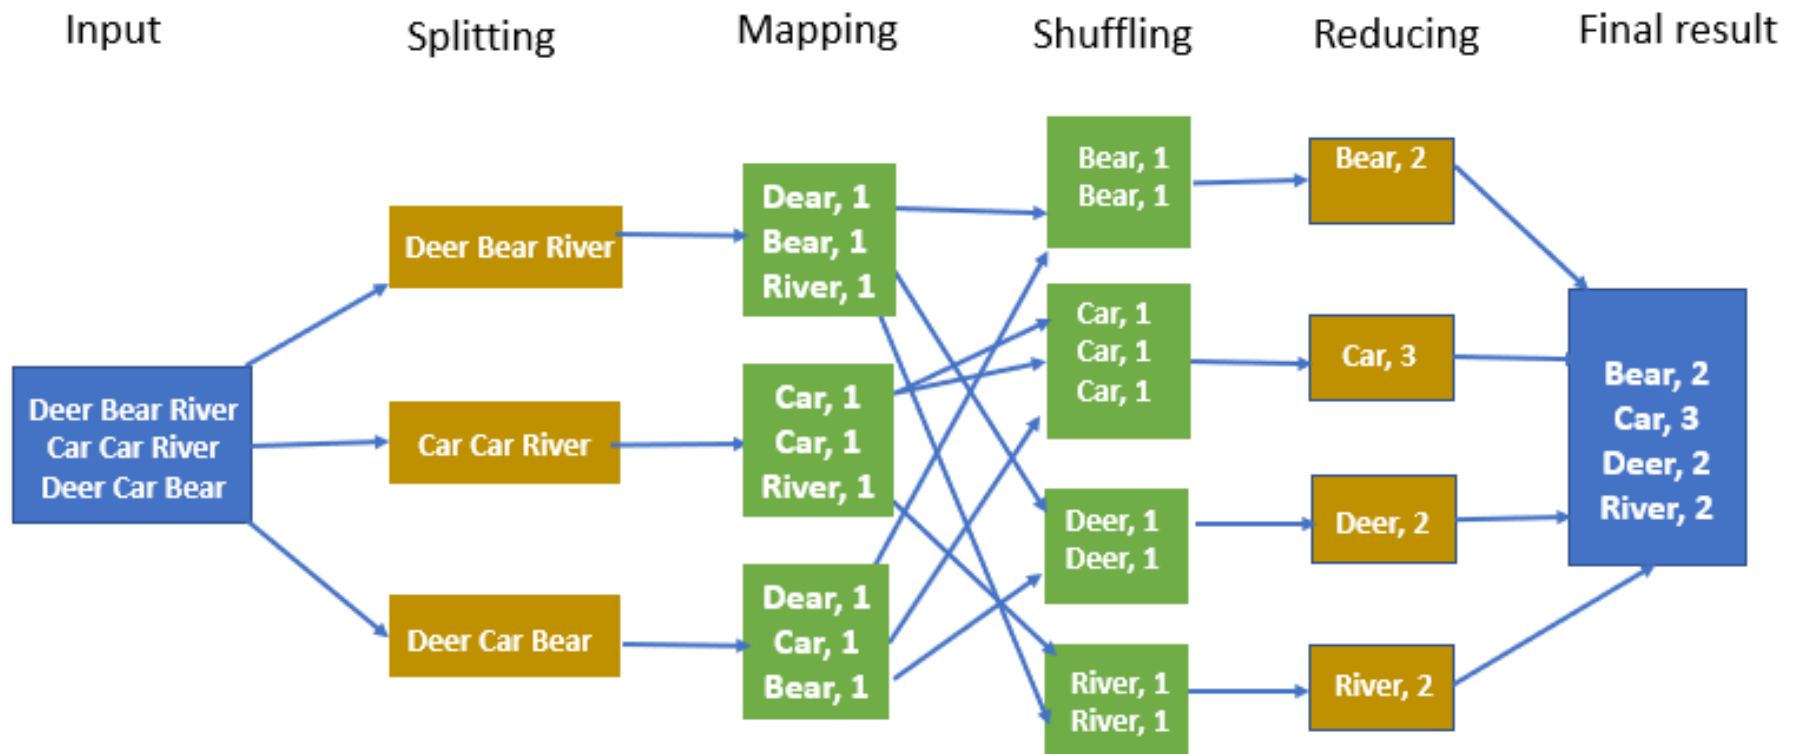 Input
Splitting
Mapping
Shuffling
Reducing
Final result
Deer Bear River
Car Car River
Deer Car Bear
Deer Bear River
Car Car River
Deer Car Bear
Dear, 1
Bear, 1
River, 1
Car, 1
Car, 1
River, 1
Dear, 1
Car, 1
Bear, 1
Bear, 1
Bear, 1
Car, 1
Car, 1
Car, 1
Deer, 1
Deer, 1
River, 1
River, 1
Bear, 2
Car, 3
Deer, 2
River, 2
Bear, 2
Car, 3
Deer, 2
River, 2